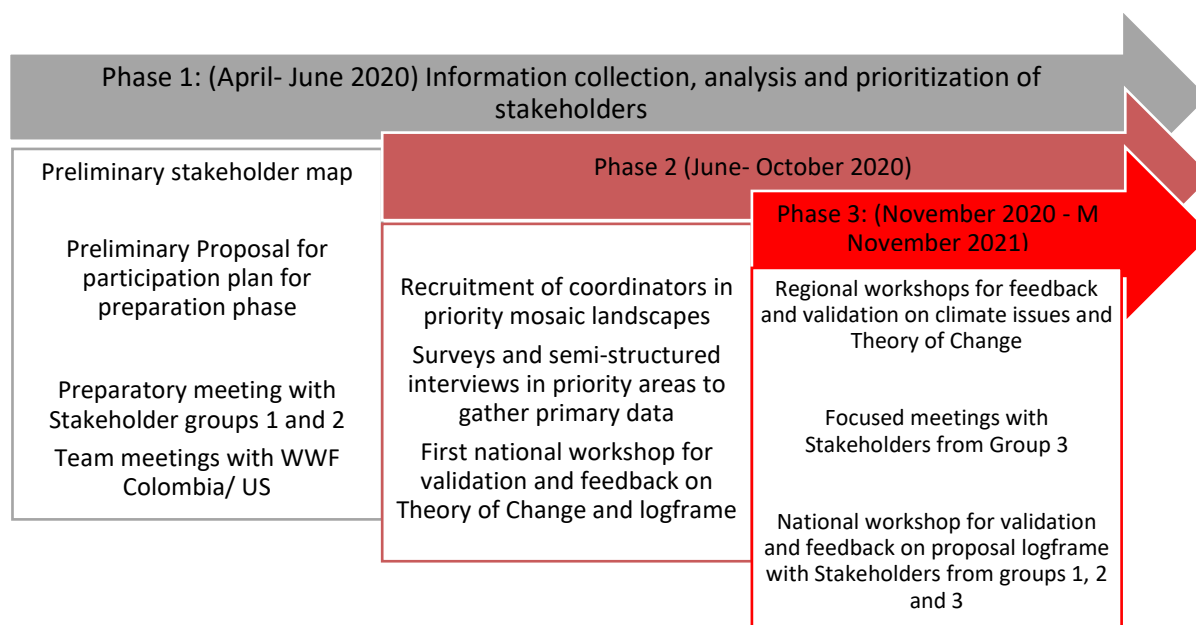 Phase 1: (April- June 2020) Information collection, analysis and prioritization of
stakeholders
Preliminary stakeholder map
Preliminary Proposal for
participation plan for
preparation phase
Preparatory meeting with
Stakeholder groups 1 and 2
Team meetings with WWF
Colombia/ US
Phase 2 (June- October 2020)
Recruitment of coordinators in
priority mosaic landscapes
Surveys and semi-structured
interviews in priority areas to
gather primary data
First national workshop for
validation and feedback on
Theory of Change and logframe
Phase 3: (November 2020 - M
November 2021)
Regional workshops for feedback
and validation on climate issues and
Theory of Change
Focused meetings with
Stakeholders from Group 3
National workshop for validation
and feedback on proposal logframe
with Stakeholders from groups 1, 2
and 3